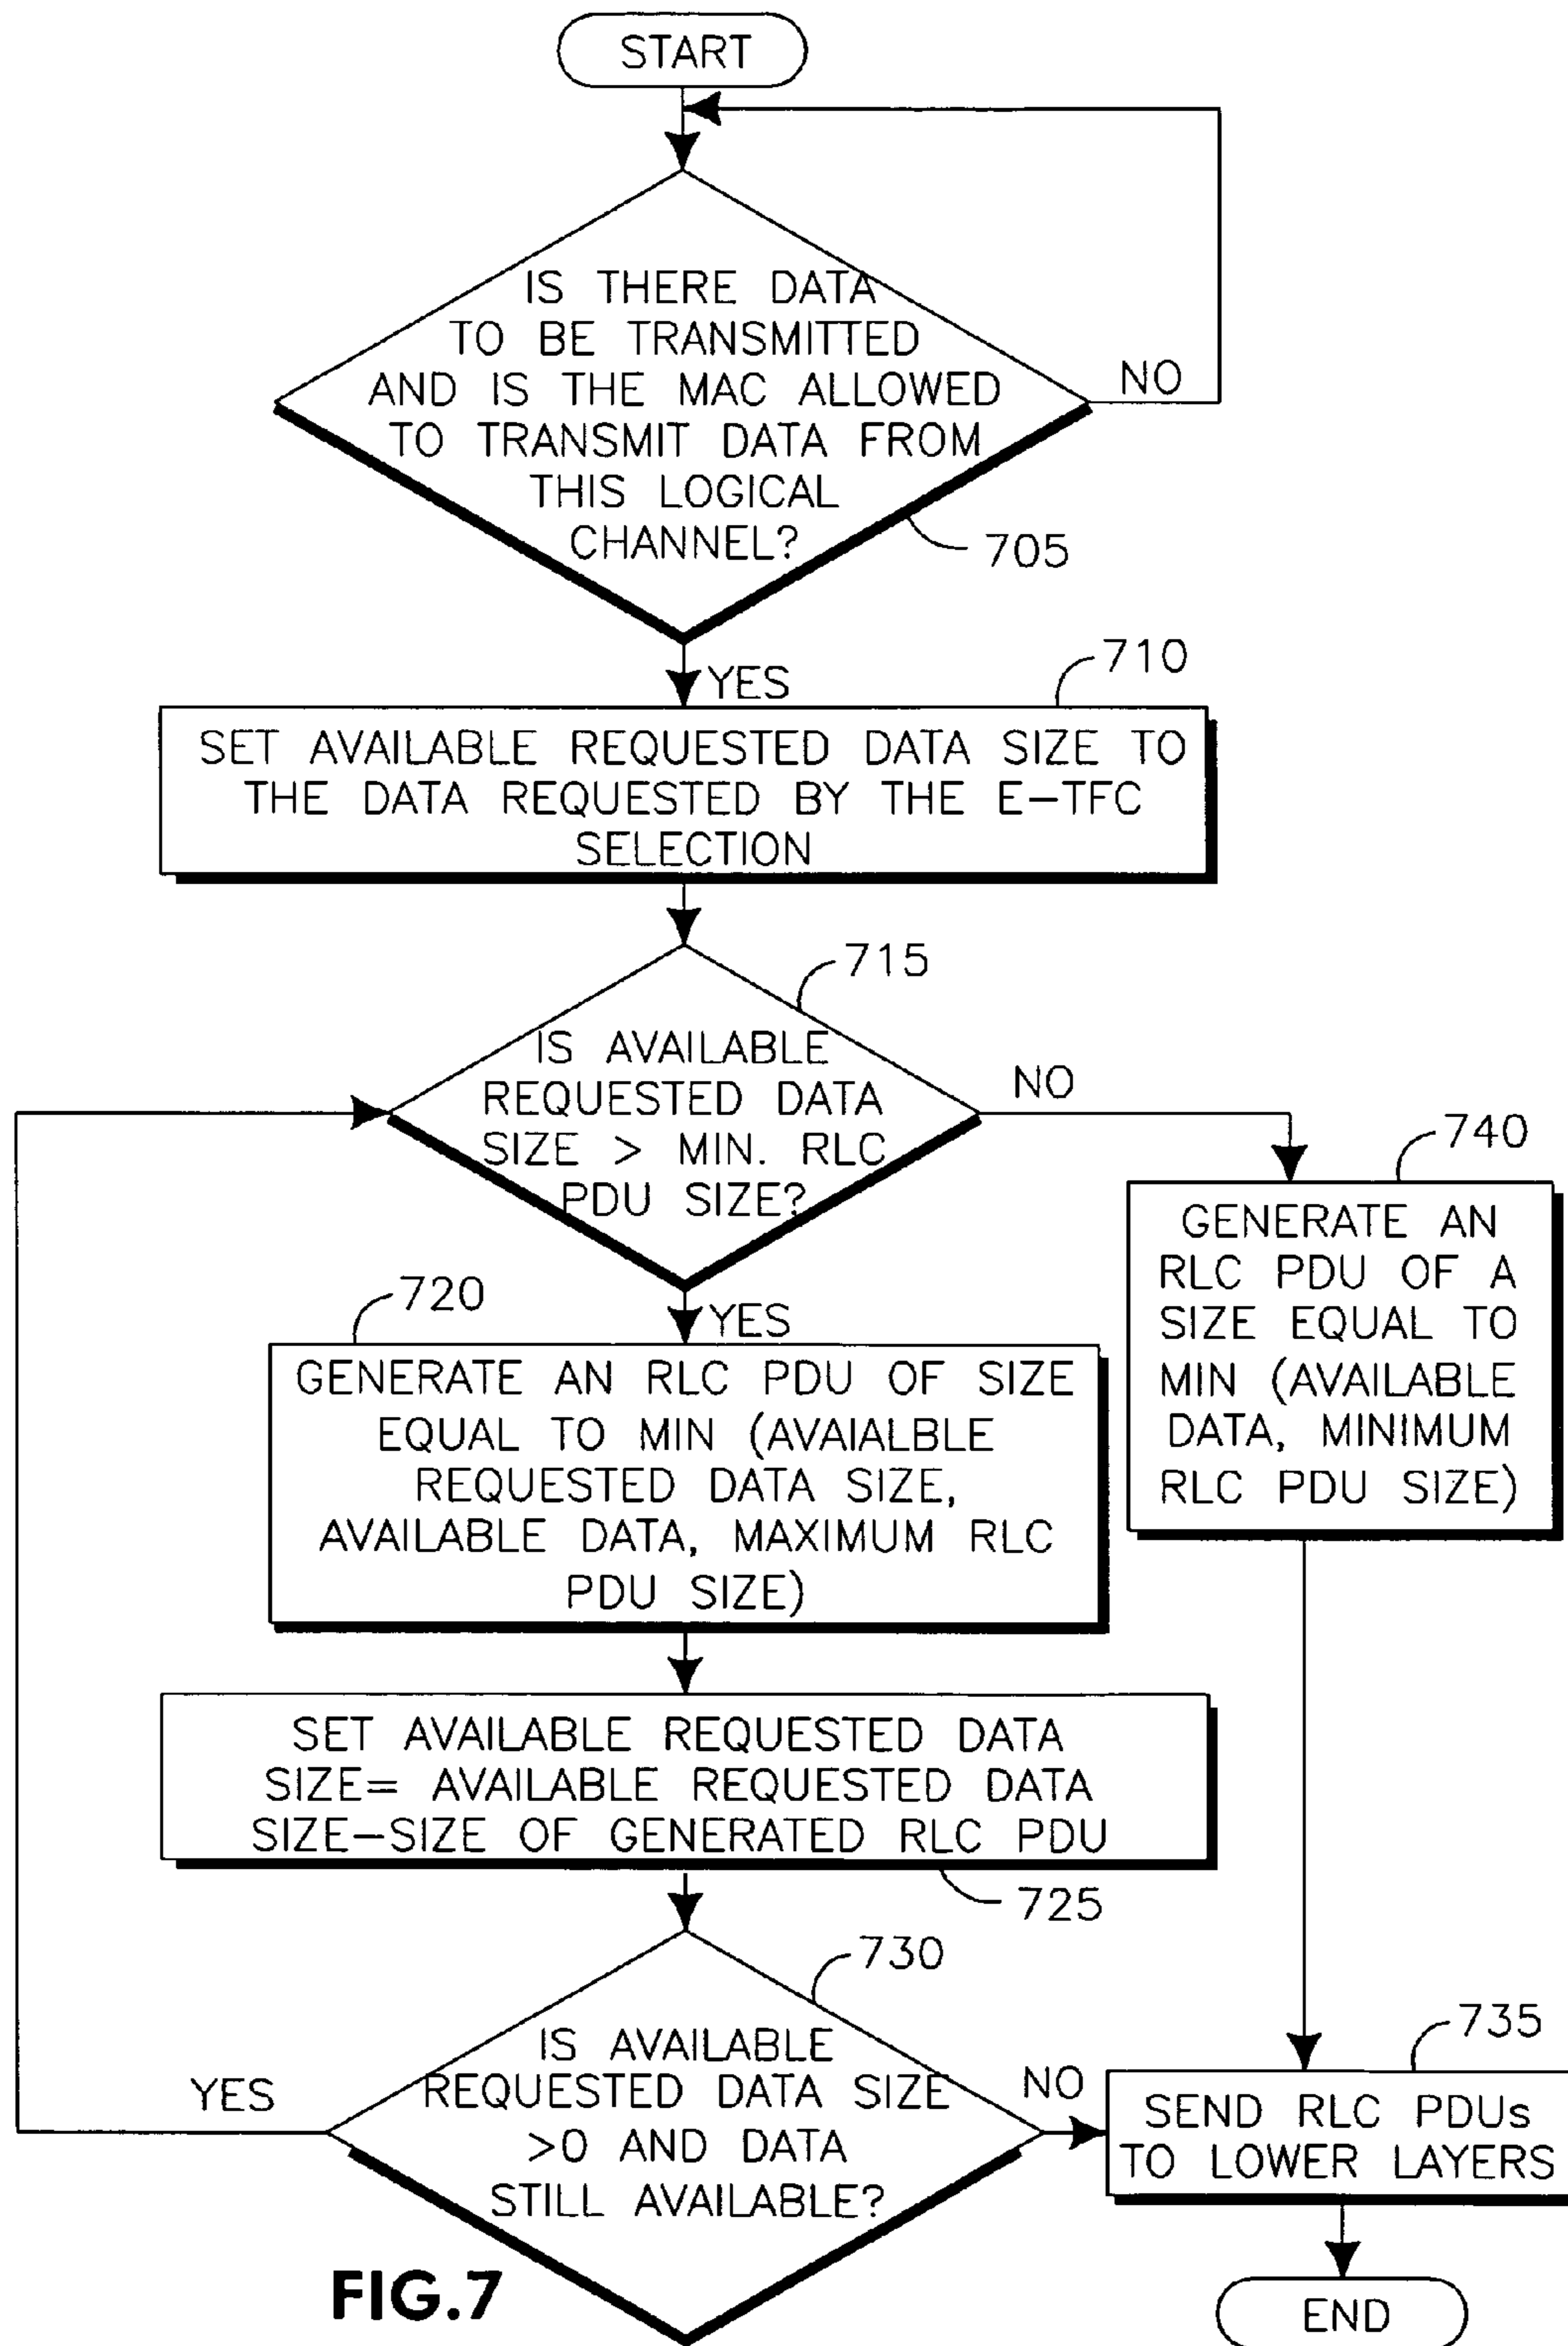 START
IS THERE DATA
TO BE TRANSMITTED
AND IS THE MAC ALLOWED
TO TRANSMIT DATA FROM
THIS LOGICAL
CHANNEL?
NO
705
YES
710
SET AVAILABLE REQUESTED DATA SIZE TO
THE DATA REQUESTED BY THE E-TFC
SELECTION
715
IS AVAILABLE
REQUESTED DATA
SIZE > MIN. RLC
PDU SIZE?
NO
740
GENERATE AN
RLC PDU OF A
SIZE EQUAL TO
MIN (AVAILABLE
DATA, MINIMUM
RLC PDU SIZE)
YES
720
GENERATE AN RLC PDU OF SIZE
EQUAL TO MIN (AVAIALBLE
REQUESTED DATA SIZE,
AVAILABLE DATA, MAXIMUM RLC
PDU SIZE)
SET AVAILABLE REQUESTED DATA
SIZE= AVAILABLE REQUESTED DATA
SIZE-SIZE OF GENERATED RLC PDU
725
730
IS AVAILABLE
REQUESTED DATA SIZE
>0 AND DATA
STILL AVAILABLE?
YES
NO
735
SEND RLC PDUs
TO LOWER LAYERS
END
FIG.7